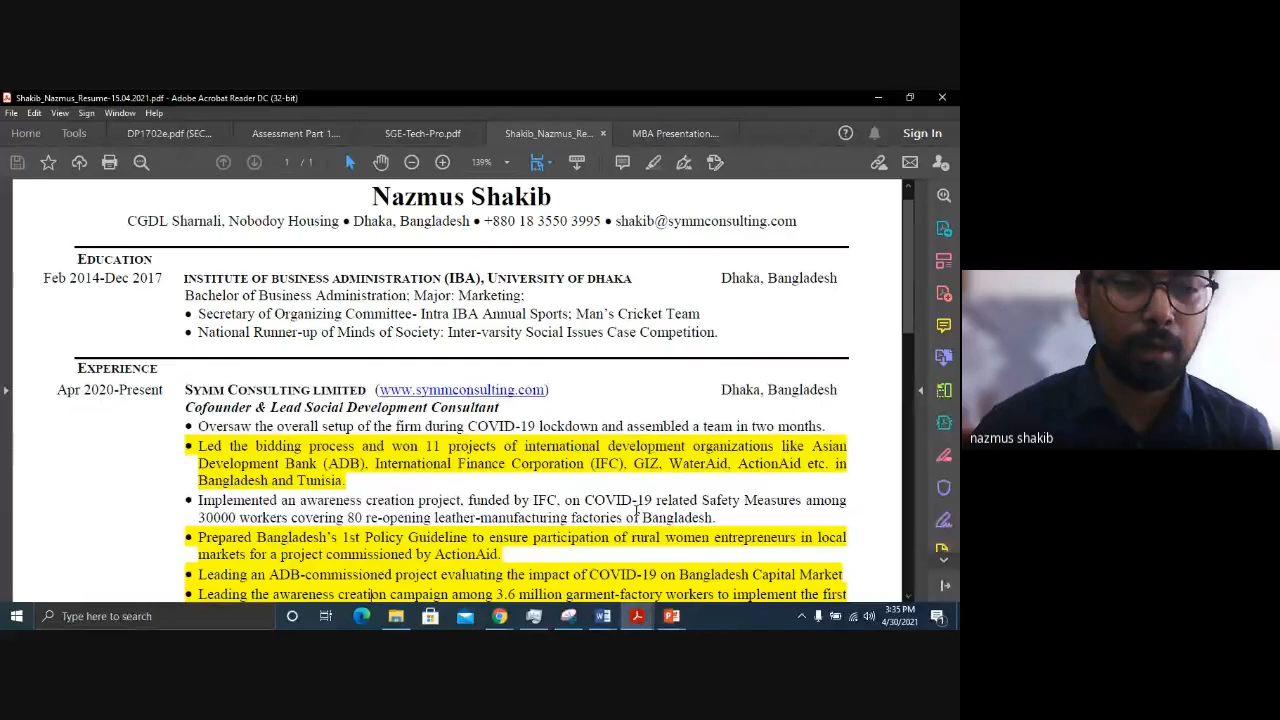 Shakib_Nazmus_Resume-15.04.2021.pdf - Adobe Acrobat Reader DC (32-bit)
File Edit View Sign Window Help
Home Tools DP1702e.pdf (SEC... Assessment Part 1.... SGE-Tech-Pro.pdf Shakib_Nazmus_Re... × MBA Presentation.... Sign In
1 / 1 139%
Nazmus Shakib
CGDL Sharnali, Nobodoy Housing ● Dhaka, Bangladesh ● +880 18 3550 3995 ● shakib@symmconsulting.com
EDUCATION
Feb 2014-Dec 2017 INSTITUTE OF BUSINESS ADMINISTRATION (IBA), UNIVERSITY OF DHAKA Dhaka, Bangladesh
Bachelor of Business Administration; Major: Marketing;
● Secretary of Organizing Committee- Intra IBA Annual Sports; Man's Cricket Team
● National Runner-up of Minds of Society: Inter-varsity Social Issues Case Competition.
EXPERIENCE
Apr 2020-Present SYMM CONSULTING LIMITED (www.symmconsulting.com) Dhaka, Bangladesh
Cofounder & Lead Social Development Consultant
● Oversaw the overall setup of the firm during COVID-19 lockdown and assembled a team in two months.
● Led the bidding process and won 11 projects of international development organizations like Asian
Development Bank (ADB), International Finance Corporation (IFC), GIZ, WaterAid, ActionAid etc. in
Bangladesh and Tunisia.
● Implemented an awareness creation project, funded by IFC, on COVID-19 related Safety Measures among
30000 workers covering 80 re-opening leather-manufacturing factories of Bangladesh.
● Prepared Bangladesh's 1st Policy Guideline to ensure participation of rural women entrepreneurs in local
markets for a project commissioned by ActionAid.
● Leading an ADB-commissioned project evaluating the impact of COVID-19 on Bangladesh Capital Market
● Leading the awareness creation campaign among 3.6 million garment-factory workers to implement the first
nazmus shakib
Type here to search
3:35 PM
4/30/2021